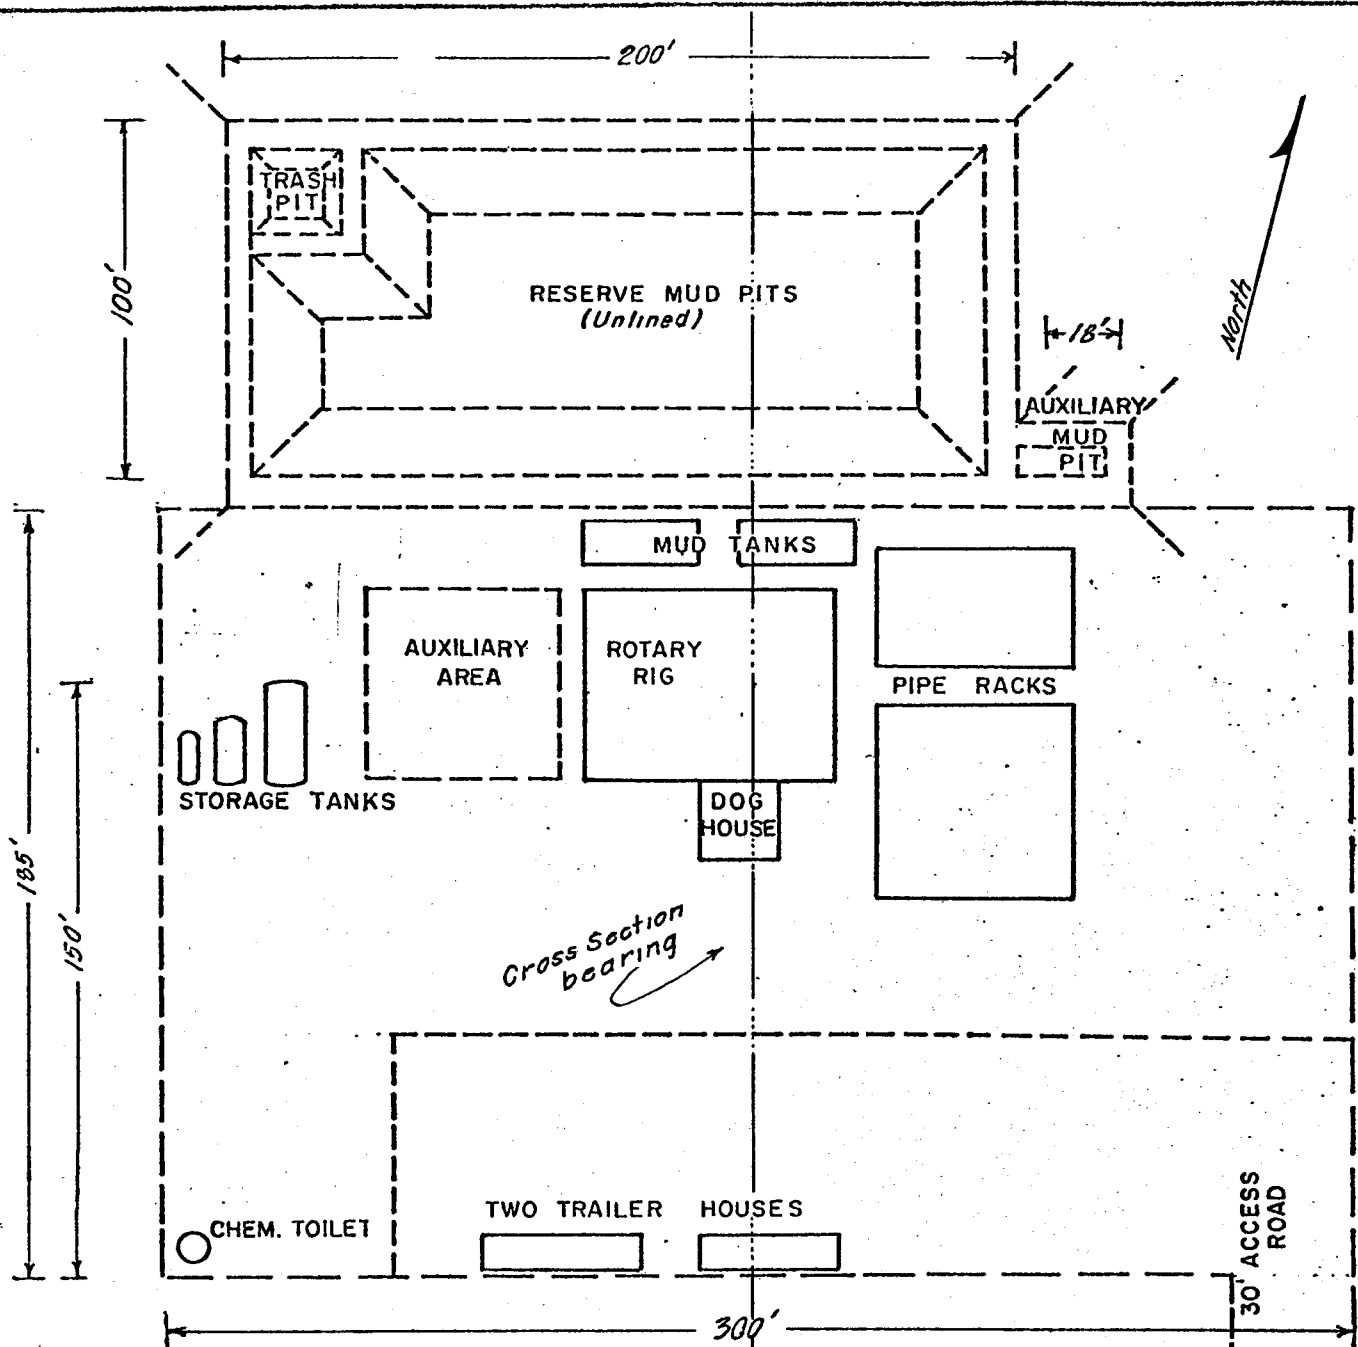 200'
TRASH
PIT
100'
RESERVE MUD PITS
(Unlined)
North
18'
AUXILIARY
MUD
PIT
MUD TANKS
AUXILIARY
AREA
ROTARY
RIG
PIPE RACKS
STORAGE TANKS
DOG
HOUSE
185'
150'
Cross Section
bearing
TWO TRAILER HOUSES
CHEM. TOILET
30' ACCESS
ROAD
300'